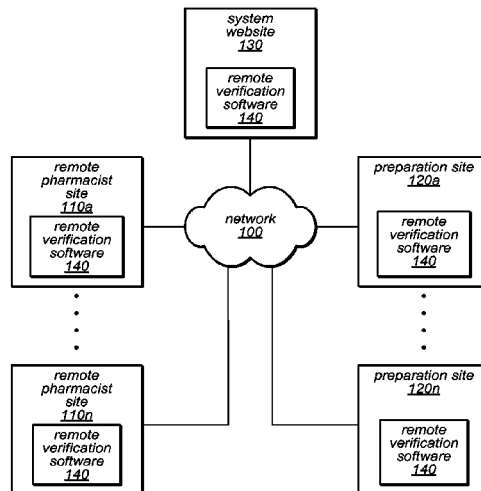 system
website
130
remote
verification
software
140
remote
pharmacist
site
110a
remote
verification
software
140
network
100
preparation site
120a
remote
verification
software
140
remote
pharmacist
site
110n
remote
verification
software
140
preparation site
120n
remote
verification
software
140